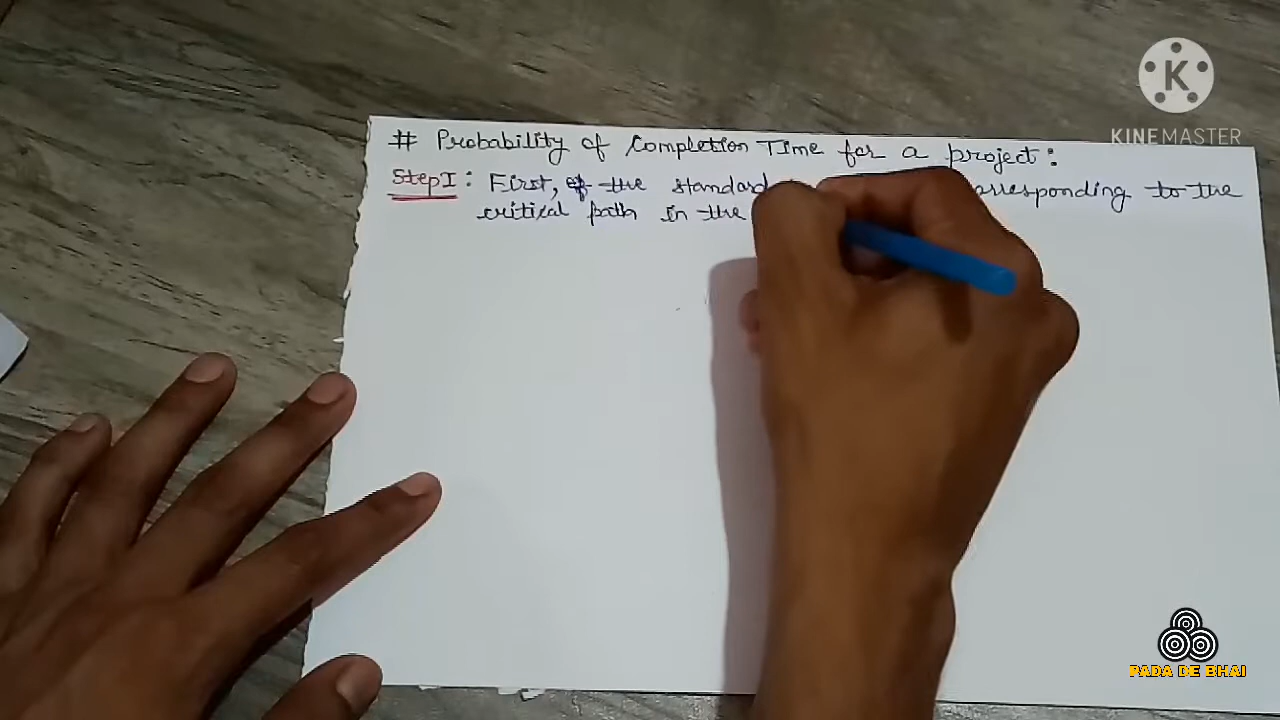 KINEMASTER
# Probability of Completion Time for a project:
Step I: First, of the standard corresponding to the
critical path in the
PADA DE BHAI